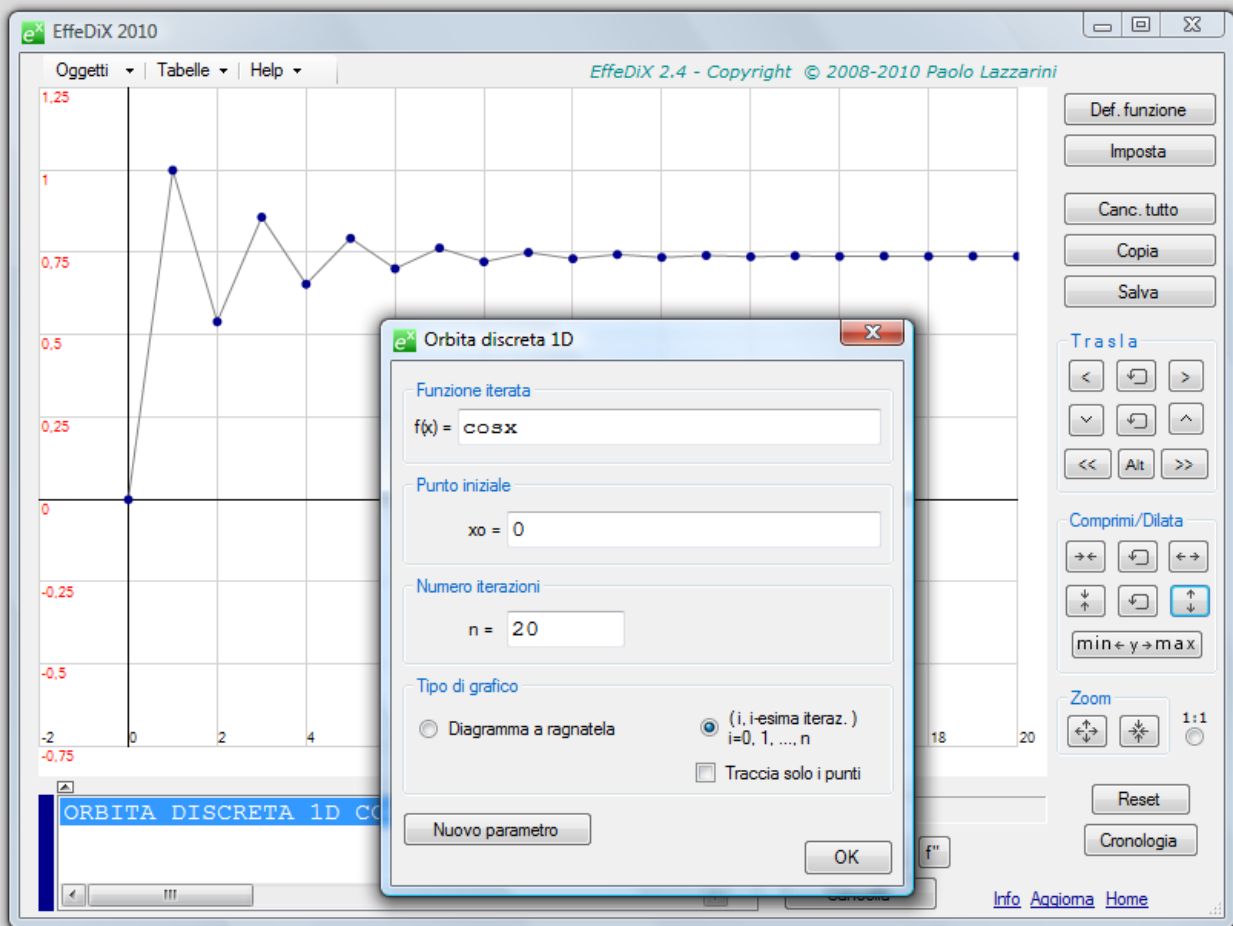 EffeDiX 2010
Oggetti Tabelle Help
EffeDiX 2.4 - Copyright © 2008-2010 Paolo Lazzarini
1,25
1
0,75
0,5
0,25
0
-0,25
-0,5
-0,75
-2 0 2 4 18 20
Def. funzione
Imposta
Canc. tutto
Copia
Salva
Trasla
< >
<< Alt >>
Comprimi/Dilata
min←y→max
Zoom
1:1
Reset
Cronologia
Info Aggiorna Home
ORBITA DISCRETA 1D
f"
Orbita discreta 1D
Funzione iterata
f(x) = cosx
Punto iniziale
xo = 0
Numero iterazioni
n = 20
Tipo di grafico
Diagramma a ragnatela
( i, i-esima iteraz. )
i=0, 1, ..., n
Traccia solo i punti
Nuovo parametro
OK